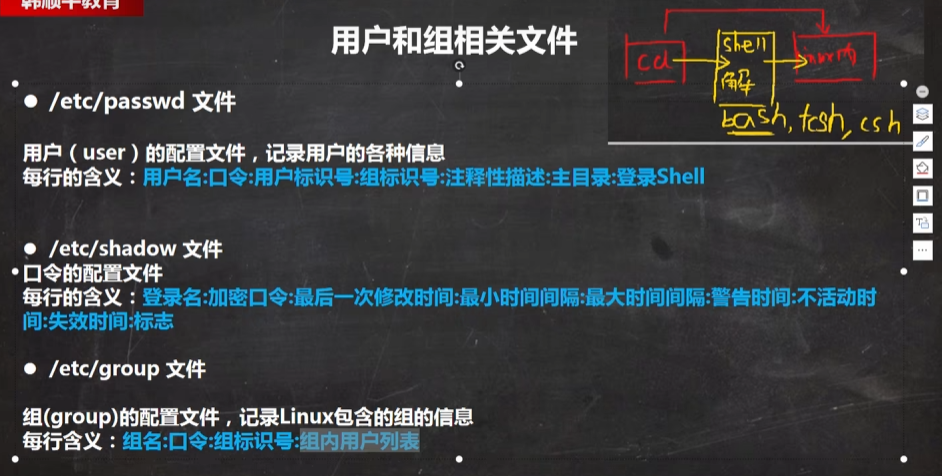 韩顺平教育
用户和组相关文件
cd
shell
解
linux内
bash, tcsh, csh
● /etc/passwd 文件
用户（user）的配置文件，记录用户的各种信息
每行的含义：用户名:口令:用户标识号:组标识号:注释性描述:主目录:登录Shell
● /etc/shadow 文件
口令的配置文件
每行的含义：登录名:加密口令:最后一次修改时间:最小时间间隔:最大时间间隔:警告时间:不活动时
间:失效时间:标志
● /etc/group 文件
组(group)的配置文件，记录Linux包含的组的信息
每行含义：组名:口令:组标识号:组内用户列表